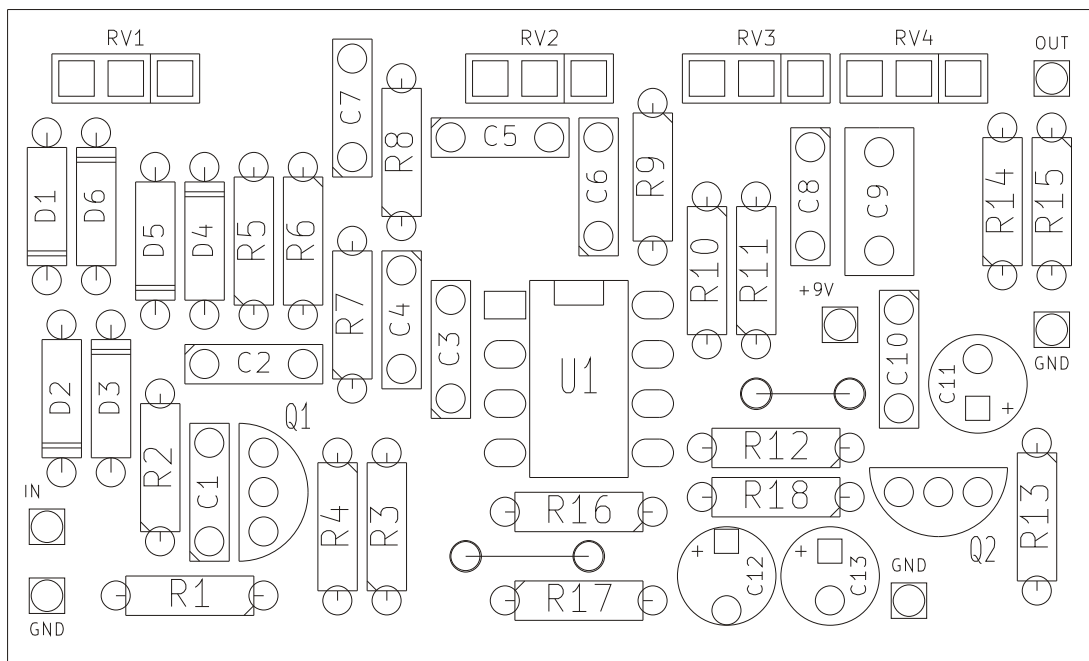 RV1
RV2
RV3
RV4
OUT
C7
R8
C5
C6
R9
C8
C9
R14
R15
D1
D6
D5
D4
R5
R6
R7
C4
C3
R10
R11
+9V
GND
C2
U1
C10
C11
+
D2
D3
R2
C1
Q1
R4
R3
R12
R18
R16
R13
IN
GND
R1
R17
+
C12
+
C13
GND
Q2